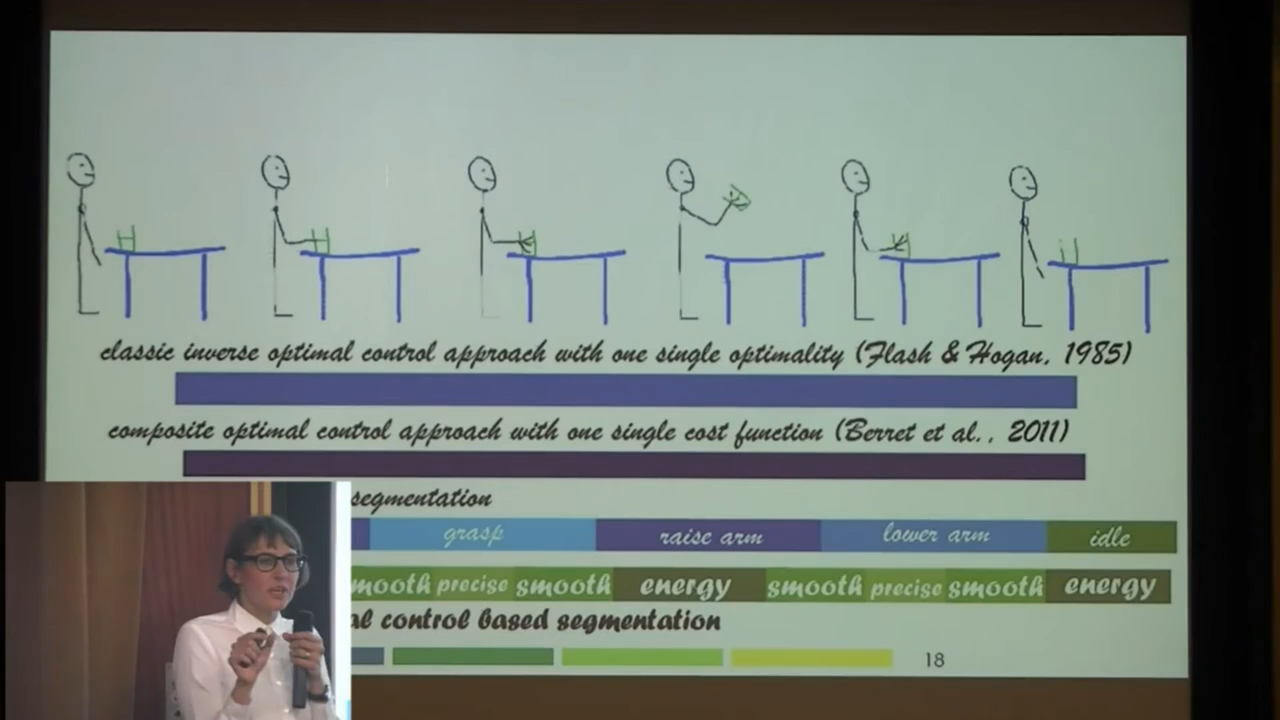 classic inverse optimal control approach with one single optimality (Flash & Hogan, 1985)
composite optimal control approach with one single cost function (Berret et al., 2011)
segmentation
grasp raise arm lower arm idle
smooth precise smooth energy smooth precise smooth energy
control based segmentation
18